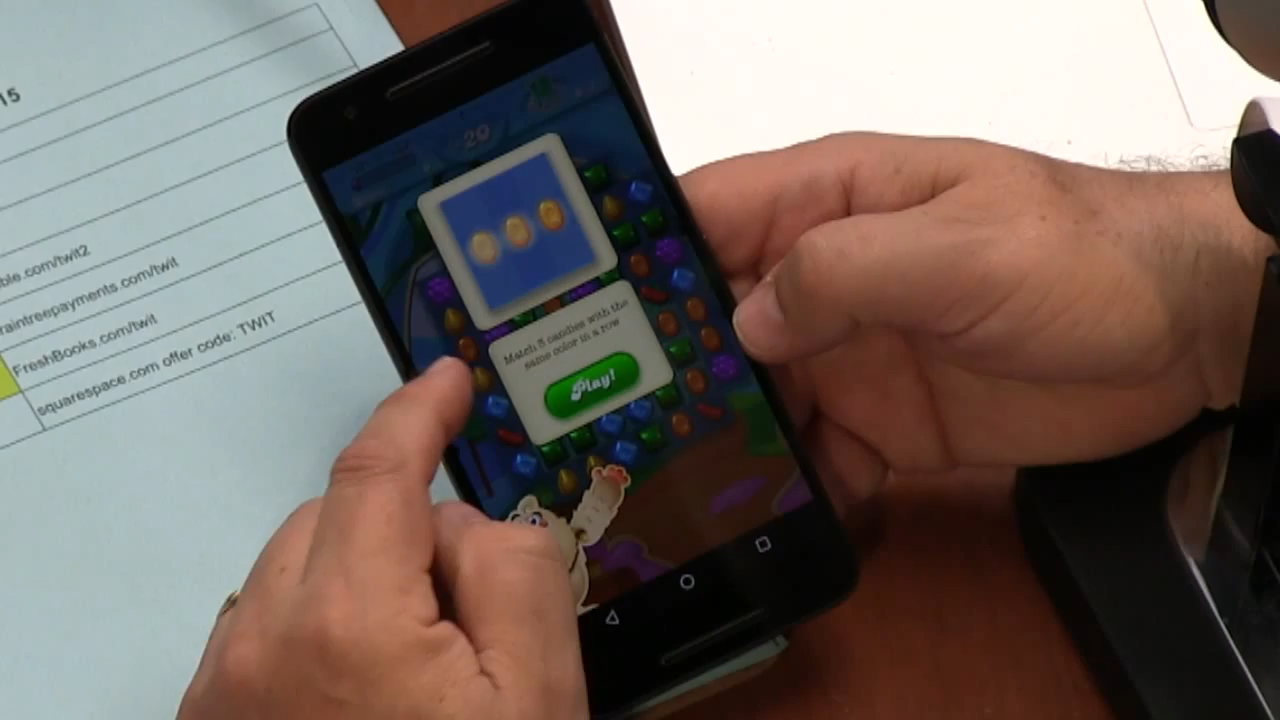 15
ble.com/twit2
raintreepayments.com/twit
FreshBooks.com/twit
squarespace.com offer code: TWIT
20
Match 3 candies with the
same color in a row
Play!